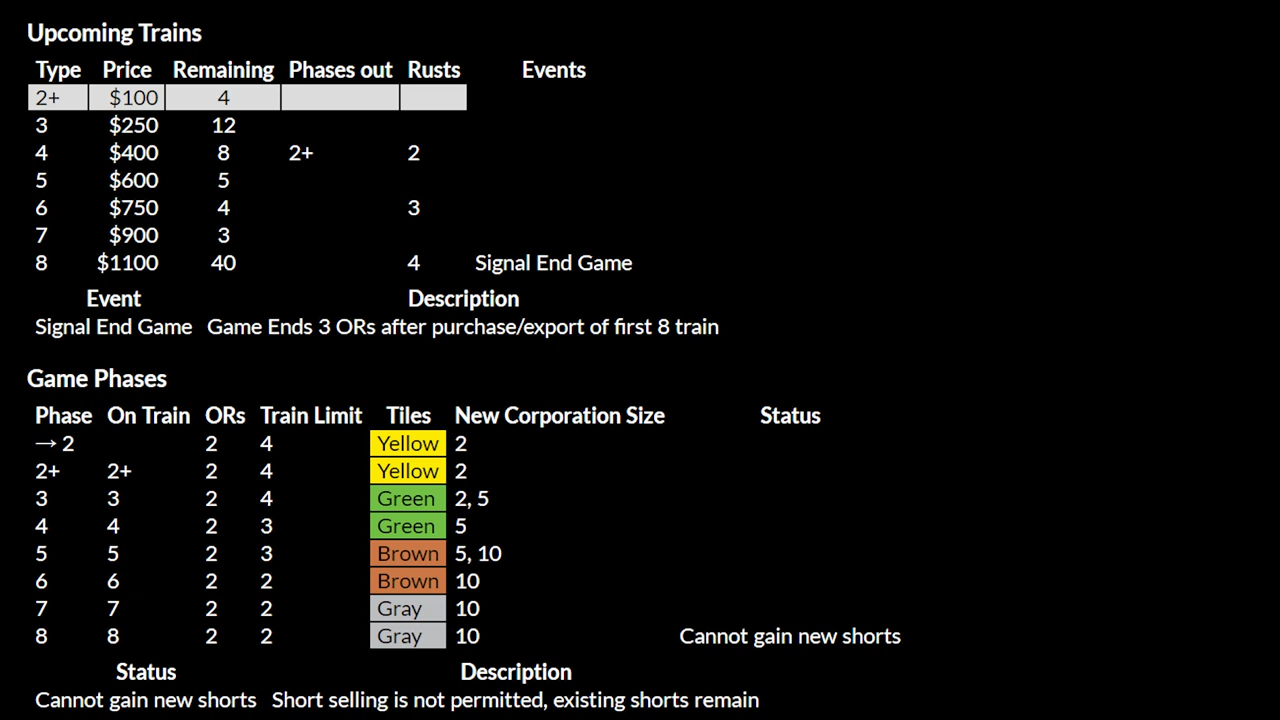 Upcoming Trains
Type Price Remaining Phases out Rusts Events
2+ $100 4
3 $250 12
4 $400 8 2+ 2
5 $600 5
6 $750 4 3
7 $900 3
8 $1100 40 4 Signal End Game
Event Description
Signal End Game Game Ends 3 ORs after purchase/export of first 8 train
Game Phases
Phase On Train ORs Train Limit Tiles New Corporation Size Status
→ 2 2 4 Yellow 2
2+ 2+ 2 4 Yellow 2
3 3 2 4 Green 2, 5
4 4 2 3 Green 5
5 5 2 3 Brown 5, 10
6 6 2 2 Brown 10
7 7 2 2 Gray 10
8 8 2 2 Gray 10 Cannot gain new shorts
Status Description
Cannot gain new shorts Short selling is not permitted, existing shorts remain